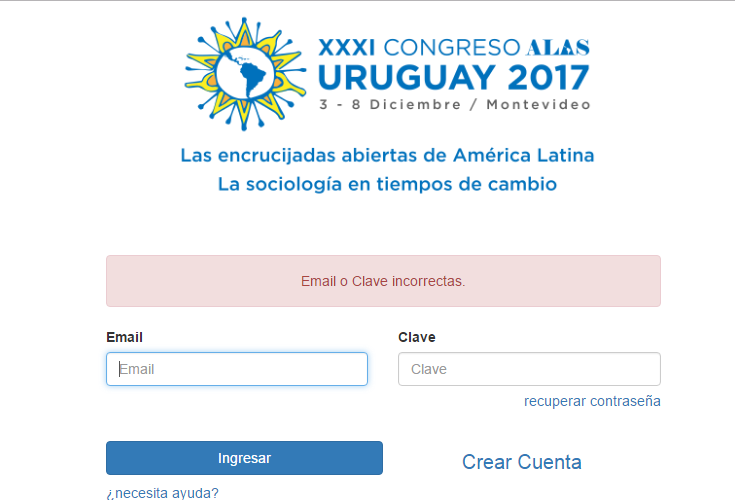 XXXI CONGRESO ALAS
URUGUAY 2017
3 - 8 Diciembre / Montevideo
Las encrucijadas abiertas de América Latina
La sociología en tiempos de cambio
Email o Clave incorrectas.
Email
Clave
Email
Clave
recuperar contraseña
Ingresar
Crear Cuenta
¿necesita ayuda?